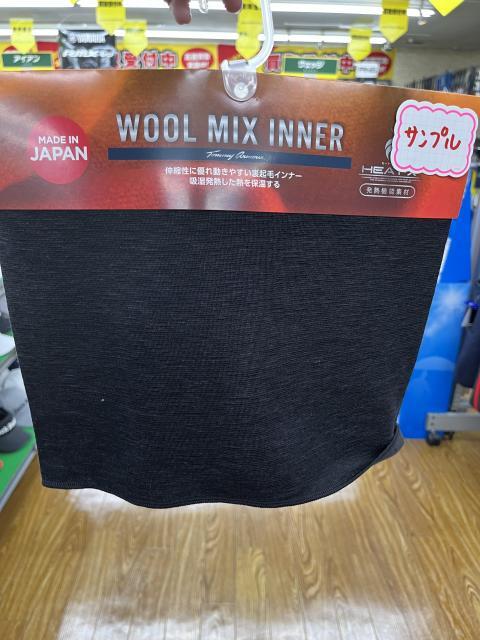 YAMAHA
アイアン
受付中
ウェッジ
MADE IN
JAPAN
WOOL MIX INNER
Tommy Armour
伸縮性に優れ動きやすい裏起毛インナー
吸湿発熱した熱を保温する
サンプル
HEAT-X
発熱機能素材